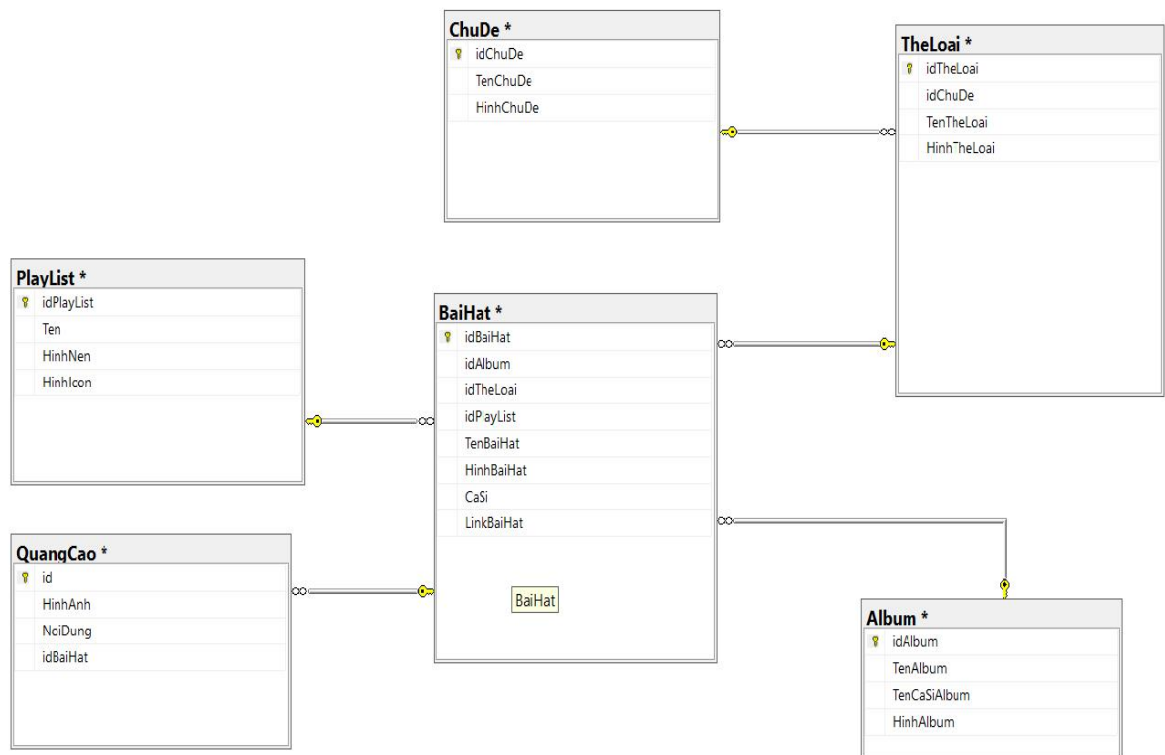 ChuDe *
idChuDe
TenChuDe
HinhChuDe
TheLoai *
idTheLoai
idChuDe
TenTheLoai
HinhTheLoai
PlayList *
idPlayList
Ten
HinhNen
HinhIcon
BaiHat *
idBaiHat
idAlbum
idTheLoai
idPayList
TenBaiHat
HinhBaiHat
CaSi
LinkBaiHat
BaiHat
QuangCao *
id
HinhAnh
NciDung
idBaiHat
Album *
idAlbum
TenAlbum
TenCaSiAlbum
HinhAlbum